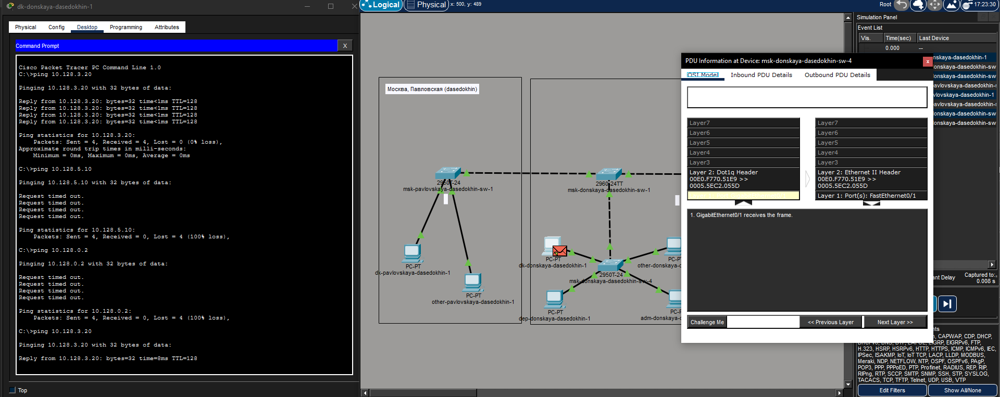 dk-donskaya-dasedokhin-1
Physical
Config
Desktop
Programming
Attributes
Command Prompt
X
Cisco Packet Tracer PC Command Line 1.0
C:\>ping 10.128.3.20
Pinging 10.128.3.20 with 32 bytes of data:
Reply from 10.128.3.20: bytes=32 time<1ms TTL=128
Reply from 10.128.3.20: bytes=32 time<1ms TTL=128
Reply from 10.128.3.20: bytes=32 time<1ms TTL=128
Reply from 10.128.3.20: bytes=32 time<1ms TTL=128
Ping statistics for 10.128.3.20:
Packets: Sent = 4, Received = 4, Lost = 0 (0% loss),
Approximate round trip times in milli-seconds:
Minimum = 0ms, Maximum = 0ms, Average = 0ms
C:\>ping 10.128.5.10
Pinging 10.128.5.10 with 32 bytes of data:
Request timed out.
Request timed out.
Request timed out.
Request timed out.
Ping statistics for 10.128.5.10:
Packets: Sent = 4, Received = 0, Lost = 4 (100% loss),
C:\>ping 10.128.0.2
Pinging 10.128.0.2 with 32 bytes of data:
Request timed out.
Request timed out.
Request timed out.
Request timed out.
Ping statistics for 10.128.0.2:
Packets: Sent = 4, Received = 0, Lost = 4 (100% loss),
C:\>ping 10.128.3.20
Pinging 10.128.3.20 with 32 bytes of data:
Reply from 10.128.3.20: bytes=32 time=8ms TTL=128
Top
Logical
Physical
x: 500, y: 489
Root
17:23:30
Москва, Павловская (dasedokhin)
2950T-24
msk-pavlovskaya-dasedokhin-sw-1
2960-24TT
msk-donskaya-dasedokhin-sw-1
PC-PT
dk-pavlovskaya-dasedokhin-1
PC-PT
other-pavlovskaya-dasedokhin-1
PC-PT
dk-donskaya-dasedokhin-1
2950T-24
msk-donskaya-dasedokhin-sw-4
PC-P
other-donskaya-d
PC-PT
dep-donskaya-dasedokhin-1
PC-P
adm-donskaya-d
Simulation Panel
Event List
Vis.
Time(sec)
Last Device
0.000
--
nskaya-dasedokhin-1
onskaya-dasedokhin-sw
onskaya-dasedokhin-sw
avlovskaya-dasedokhin-s
vlovskaya-dasedokhin-1
avlovskaya-dasedokhin-s
onskaya-dasedokhin-sw
onskaya-dasedokhin-sw
PDU Information at Device: msk-donskaya-dasedokhin-sw-4
x
OSI Model
Inbound PDU Details
Outbound PDU Details
Layer7
Layer6
Layer5
Layer4
Layer3
Layer 2: Dot1q Header
00E0.F770.51E9 >>
0005.5EC2.055D
Layer7
Layer6
Layer5
Layer4
Layer3
Layer 2: Ethernet II Header
00E0.F770.51E9 >>
0005.5EC2.055D
Layer 1: Port(s): FastEthernet0/1
1. GigabitEthernet0/1 receives the frame.
Challenge Me
<< Previous Layer
Next Layer >>
ant Delay
Captured to:
0.008 s
nts
, CAPWAP, CDP, DHCP,
EIGRPv6, FTP,
H.323, HSRP, HSRPv6, HTTP, HTTPS, ICMP, ICMPv6, IEC,
IPSec, ISAKMP, IoT, IoT TCP, LACP, LLDP, MODBUS,
Meraki, NDP, NETFLOW, NTP, OSPF, OSPFv6, PAgP,
POP3, PPP, PPPoED, PTP, Profinet, RADIUS, REP, RIP,
RIPng, RTP, SCCP, SMTP, SNMP, SSH, STP, SYSLOG,
TACACS, TCP, TFTP, Telnet, UDP, USB, VTP
Edit Filters
Show All/None